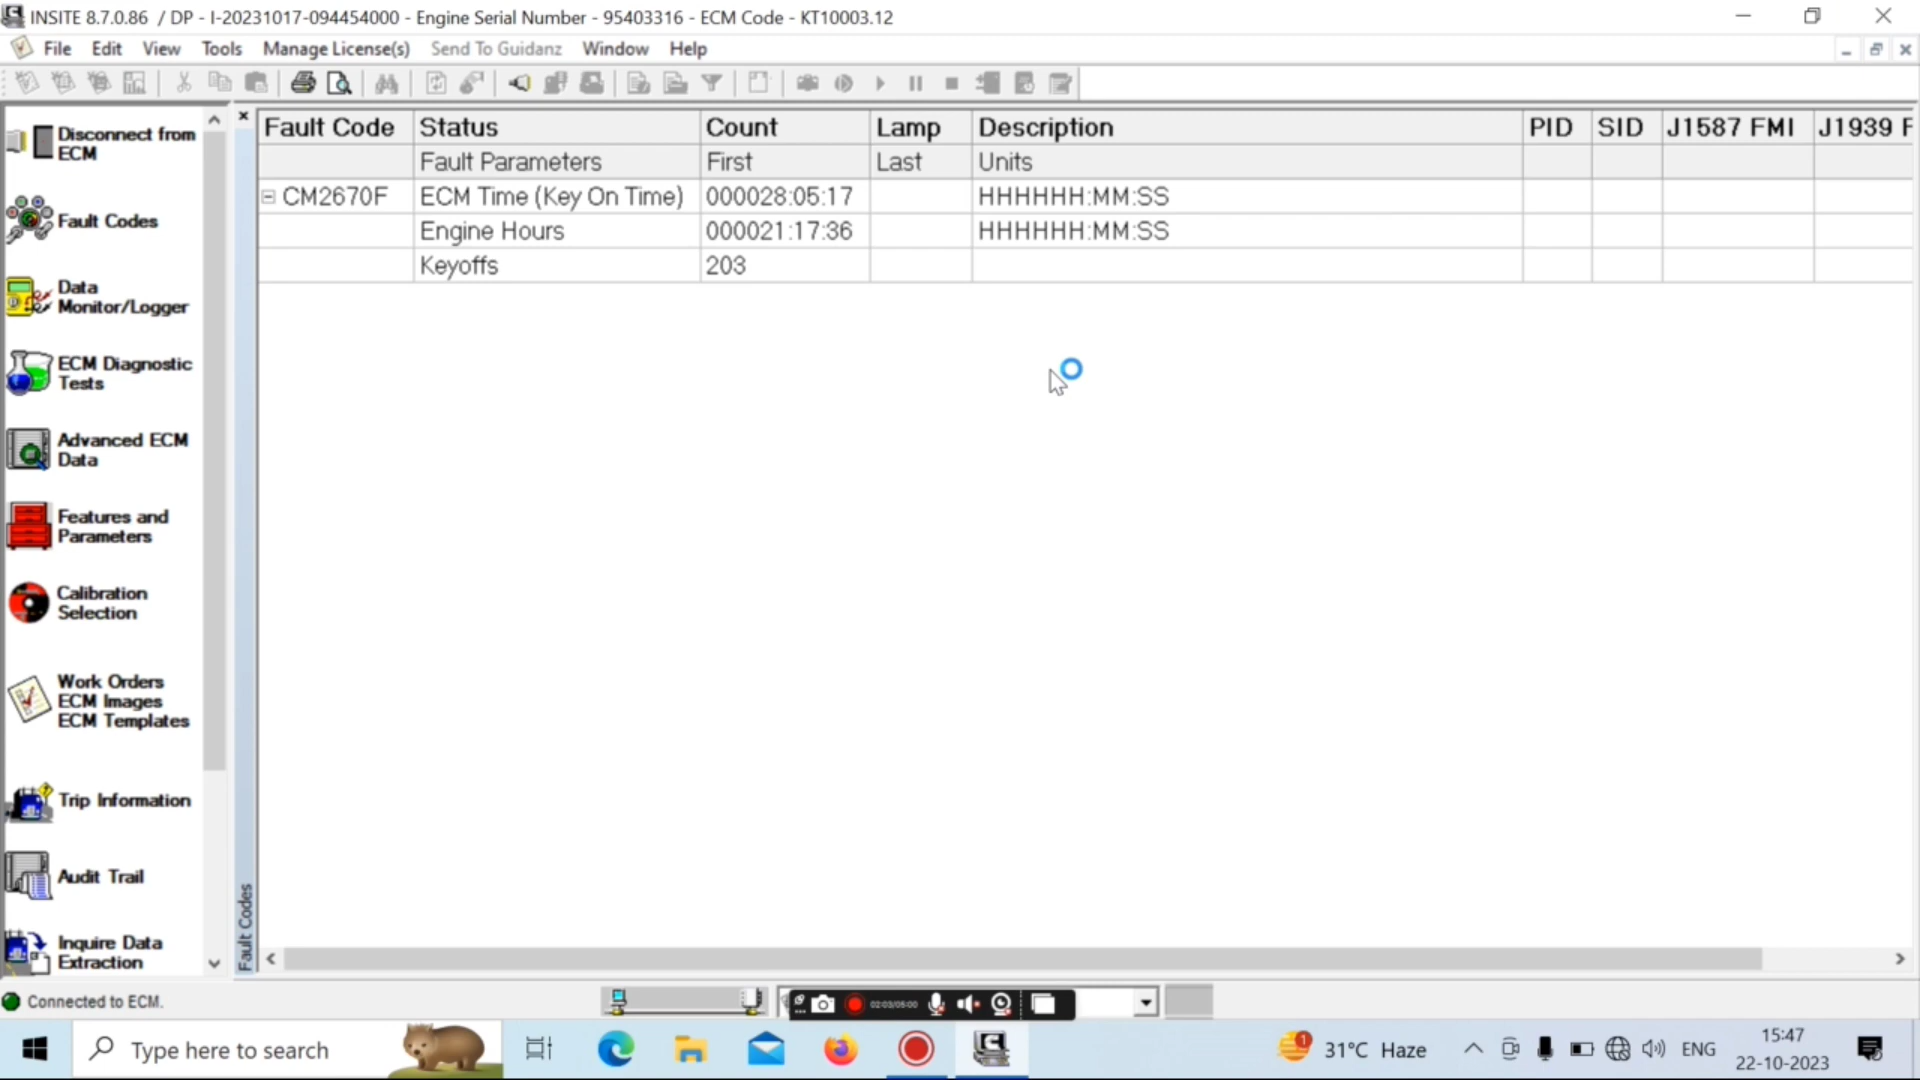 INSITE 8.7.0.86 / DP - I-20231017-094454000 - Engine Serial Number - 95403316 - ECM Code - KT10003.12
File Edit View Tools Manage License(s) Send To Guidanz Window Help
Disconnect from
ECM
Fault Codes
Data
Monitor/Logger
ECM Diagnostic
Tests
Advanced ECM
Data
Features and
Parameters
Calibration
Selection
Work Orders
ECM Images
ECM Templates
Trip Information
Audit Trail
Inquire Data
Extraction
Fault Codes
Fault Code Status Count Lamp Description PID SID J1587 FMI J1939 F
Fault Parameters First Last Units
CM2670F ECM Time (Key On Time) 000028:05:17 HHHHHH:MM:SS
Engine Hours 000021:17:36 HHHHHH:MM:SS
Keyoffs 203
Connected to ECM.
02:03/05:00
Type here to search
1
31°C Haze
ENG
15:47
22-10-2023